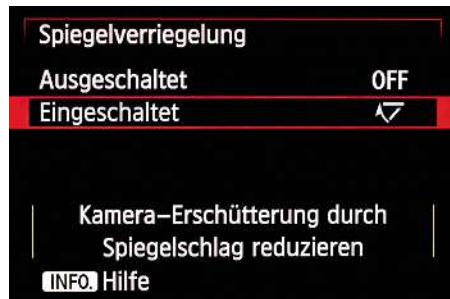 Spiegelverriegelung
Ausgeschaltet OFF
Eingeschaltet
Kamera–Erschütterung durch
Spiegelschlag reduzieren
INFO. Hilfe